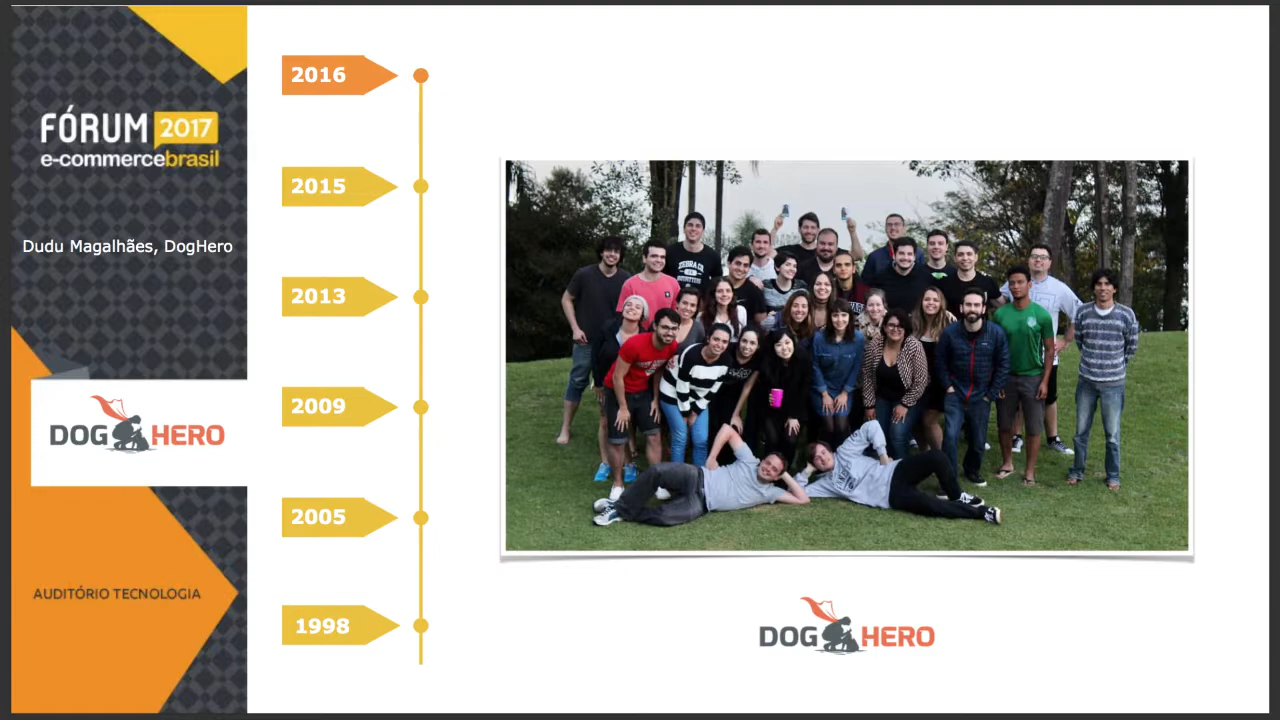 FÓRUM 2017
e-commercebrasil
Dudu Magalhães, DogHero
DOG HERO
AUDITÓRIO TECNOLOGIA
2016
2015
2013
2009
2005
1998
DOG HERO